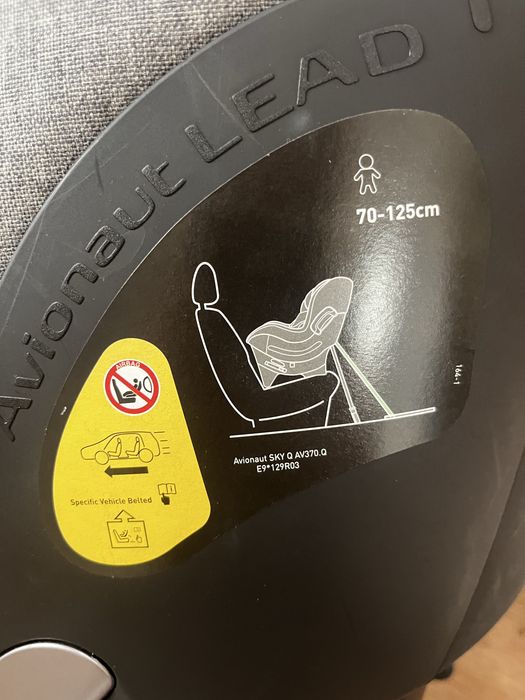 Avionaut LEAD
70-125cm
164-1
Avionaut SKY Q AV370.Q
E9*129R03
AIRBAG
Specific Vehicle Belted